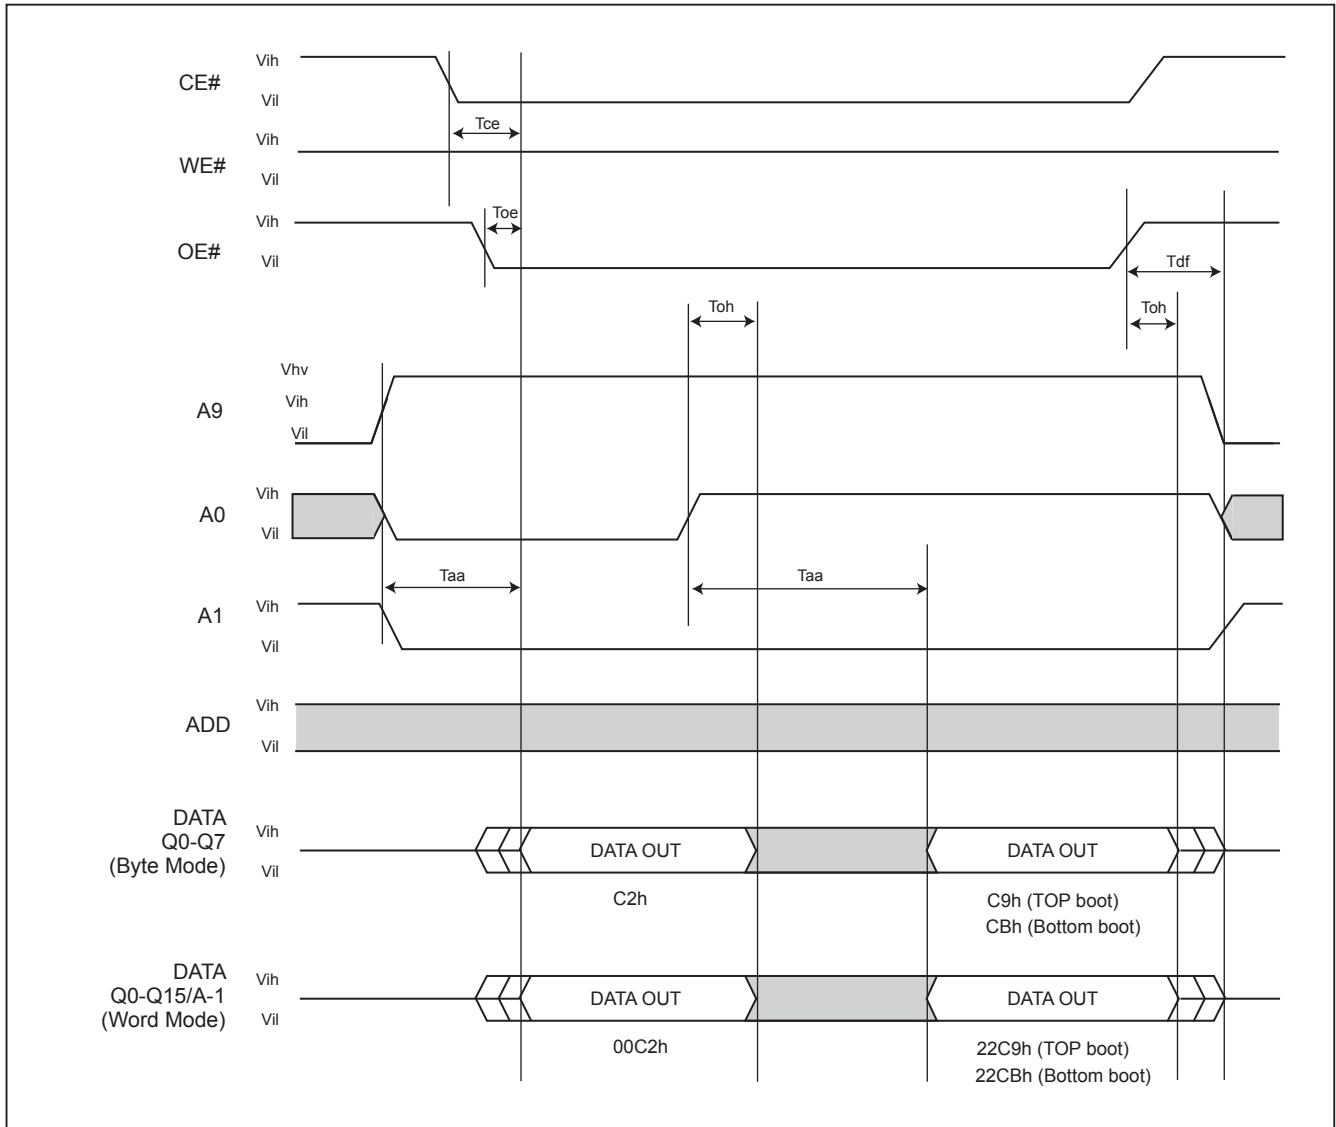 Vih
CE#
Vil
Tce
Vih
WE#
Vil
Toe
Vih
OE#
Vil
Tdf
Toh
Toh
Vhv
Vih
A9
Vil
Vih
A0
Vil
Taa
Taa
Vih
A1
Vil
Vih
ADD
Vil
DATA
Q0-Q7
(Byte Mode)
Vih
Vil
DATA OUT
DATA OUT
C2h
C9h (TOP boot)
CBh (Bottom boot)
DATA
Q0-Q15/A-1
(Word Mode)
Vih
Vil
DATA OUT
DATA OUT
00C2h
22C9h (TOP boot)
22CBh (Bottom boot)